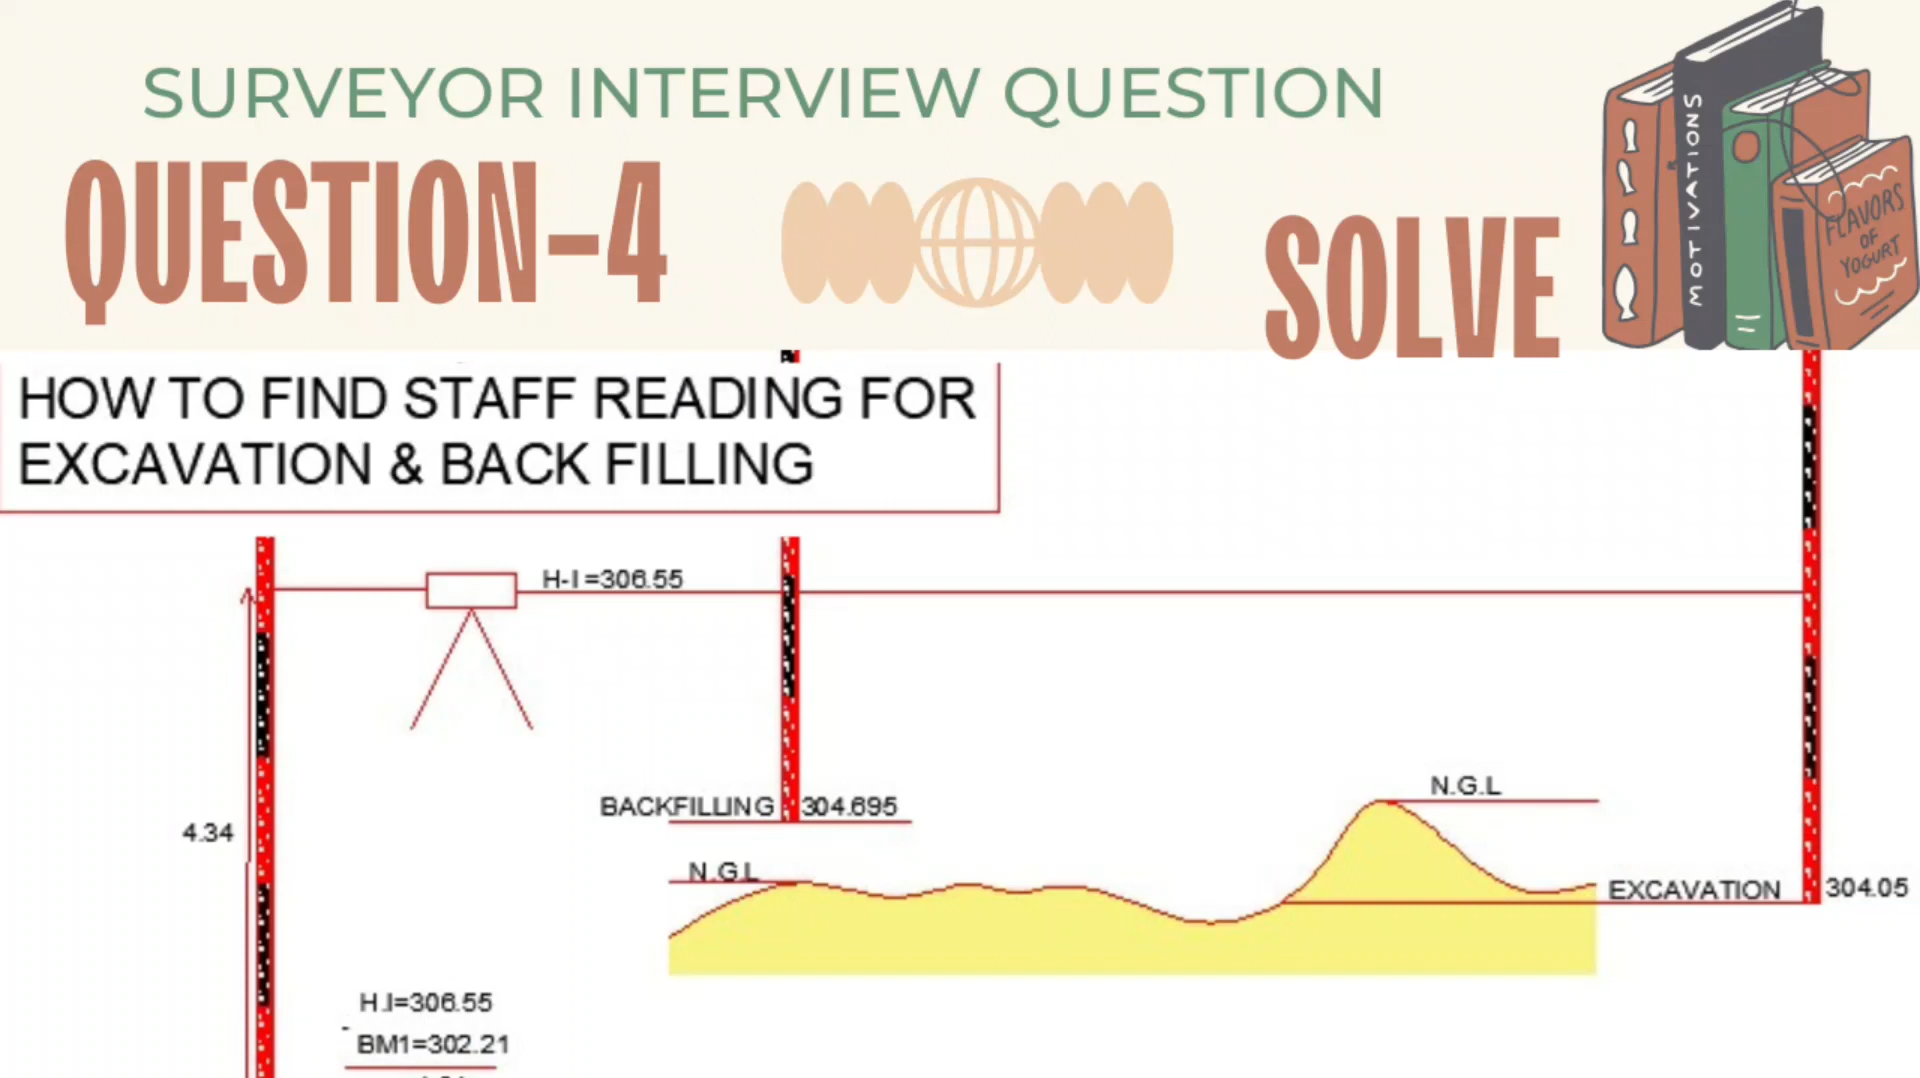 SURVEYOR INTERVIEW QUESTION
QUESTION-4
SOLVE
MOTIVATIONS
FLAVORS
OF
YOGURT
HOW TO FIND STAFF READING FOR
EXCAVATION & BACK FILLING
H-I =306.55
N.G.L
BACKFILLING 304.695
4.34
N.G.L
EXCAVATION 304.05
H.I=306.55
BM1=302.21